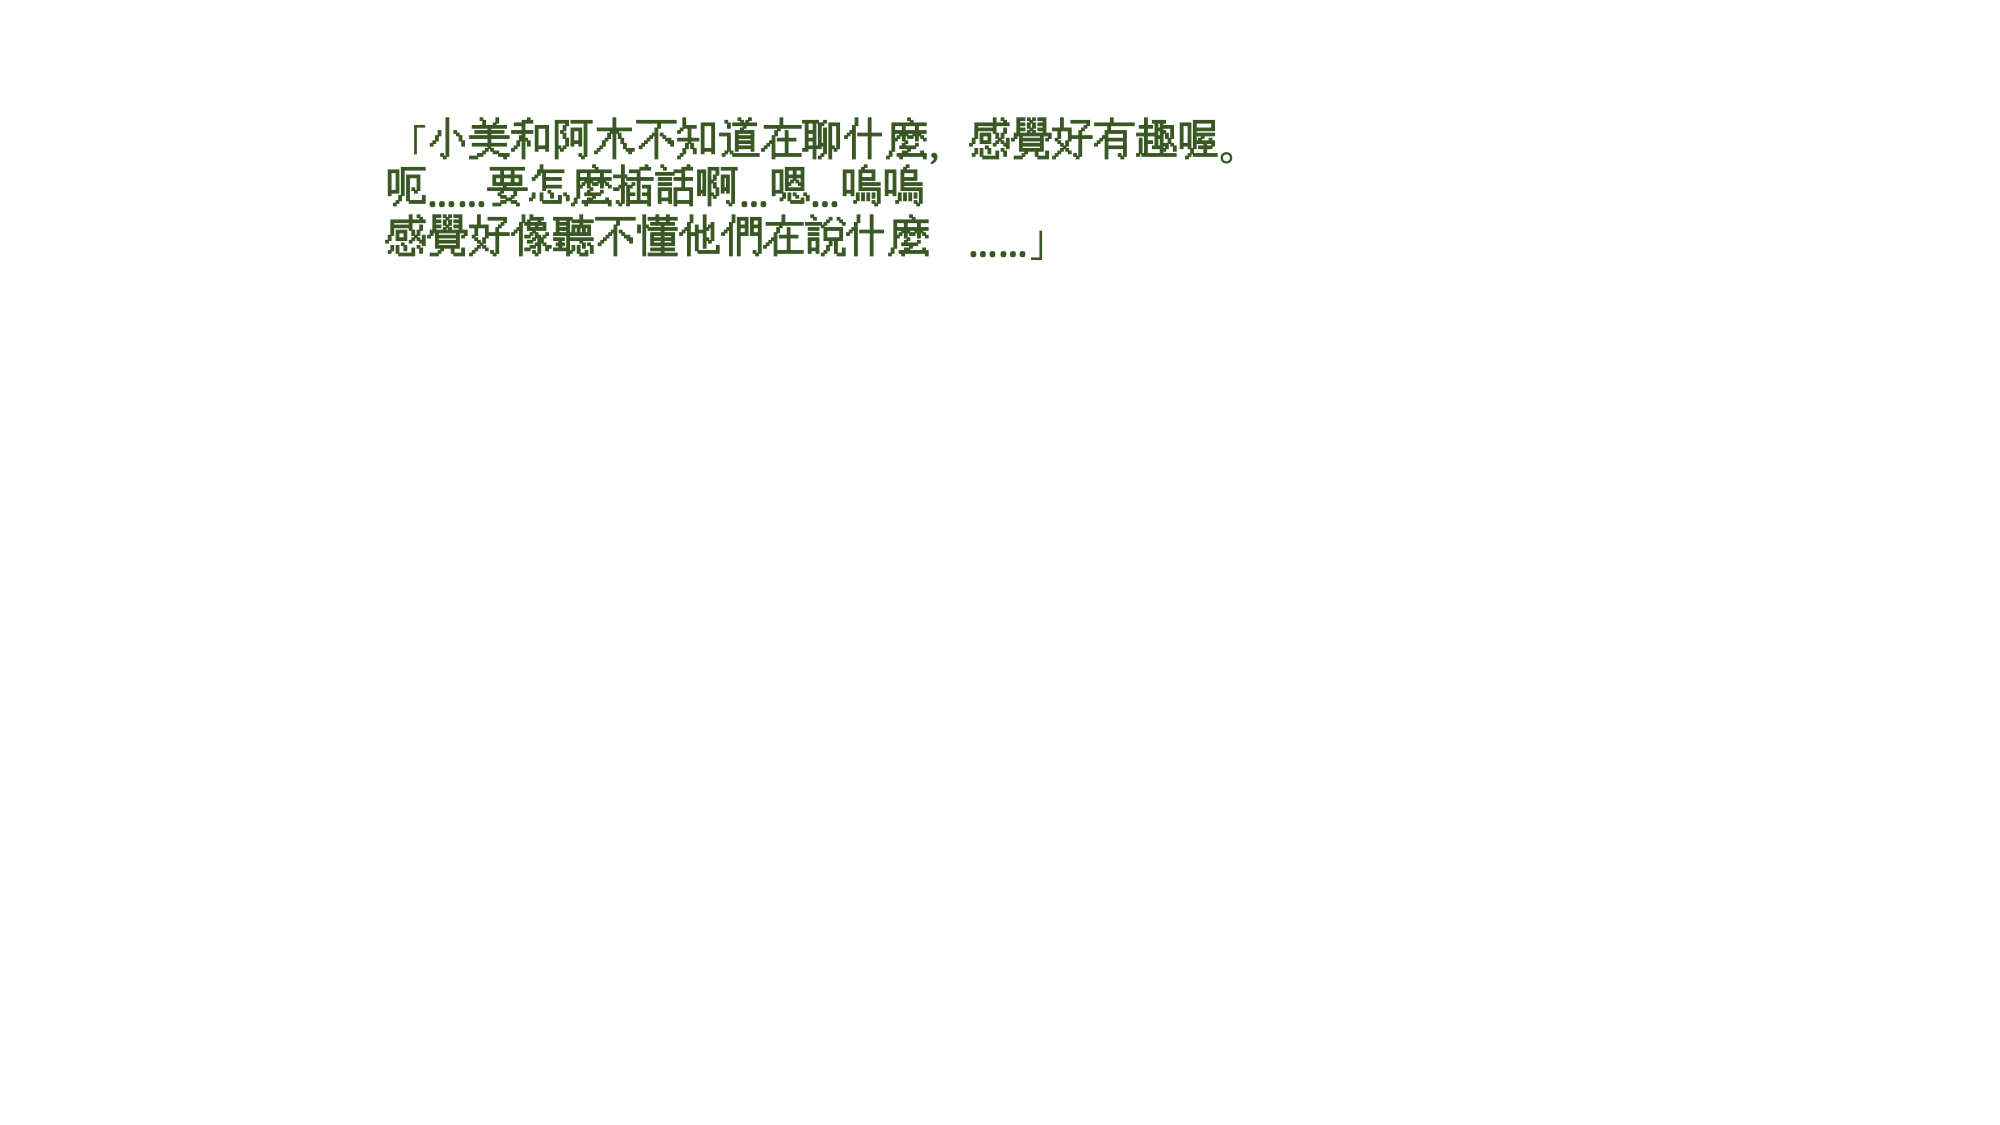 「小美和阿木不知道在聊什麼，感覺好有趣喔。
呃......要怎麼插話啊...嗯...嗚嗚
感覺好像聽不懂他們在說什麼　......」